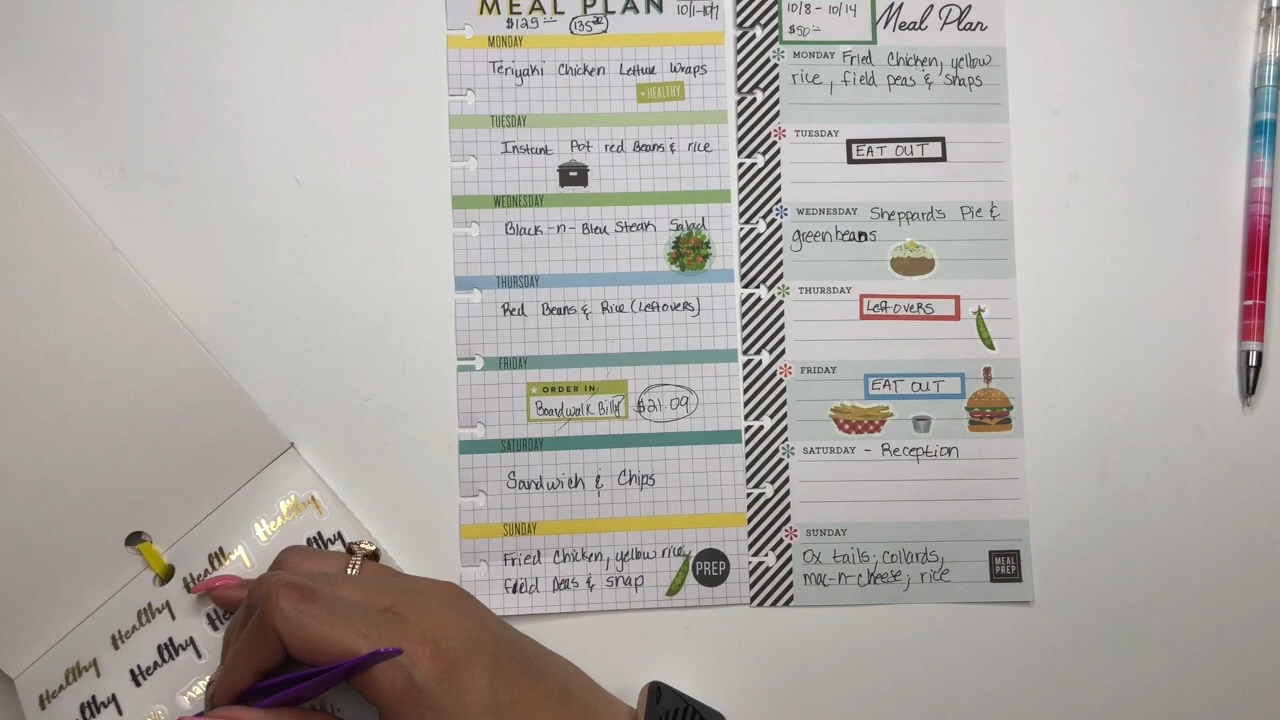 MEAL PLAN
10/1-10/7
$125
MONDAY
Teriyaki Chicken Lettuce Wraps
HEALTHY
TUESDAY
Instant Pot red Beans & rice
WEDNESDAY
Black-n-Bleu Steak Salad
THURSDAY
Red Beans & Rice (Leftovers)
FRIDAY
ORDER IN:
Boardwalk Billy $21.09
SATURDAY
Sandwich & Chips
SUNDAY
Fried Chicken, yellow rice,
field peas & snap
PREP
10/8 - 10/14
$50
Meal Plan
MONDAY Fried Chicken, yellow
rice, field peas & snaps
TUESDAY
EAT OUT
WEDNESDAY Sheppard's Pie &
greenbeans
THURSDAY
Leftovers
FRIDAY
EAT OUT
SATURDAY - Reception
SUNDAY
Ox tails, collards,
mac-n-cheese, rice
MEAL
PREP
Healthy
Healthy
Healthy
Healthy
Healthy
Healthy